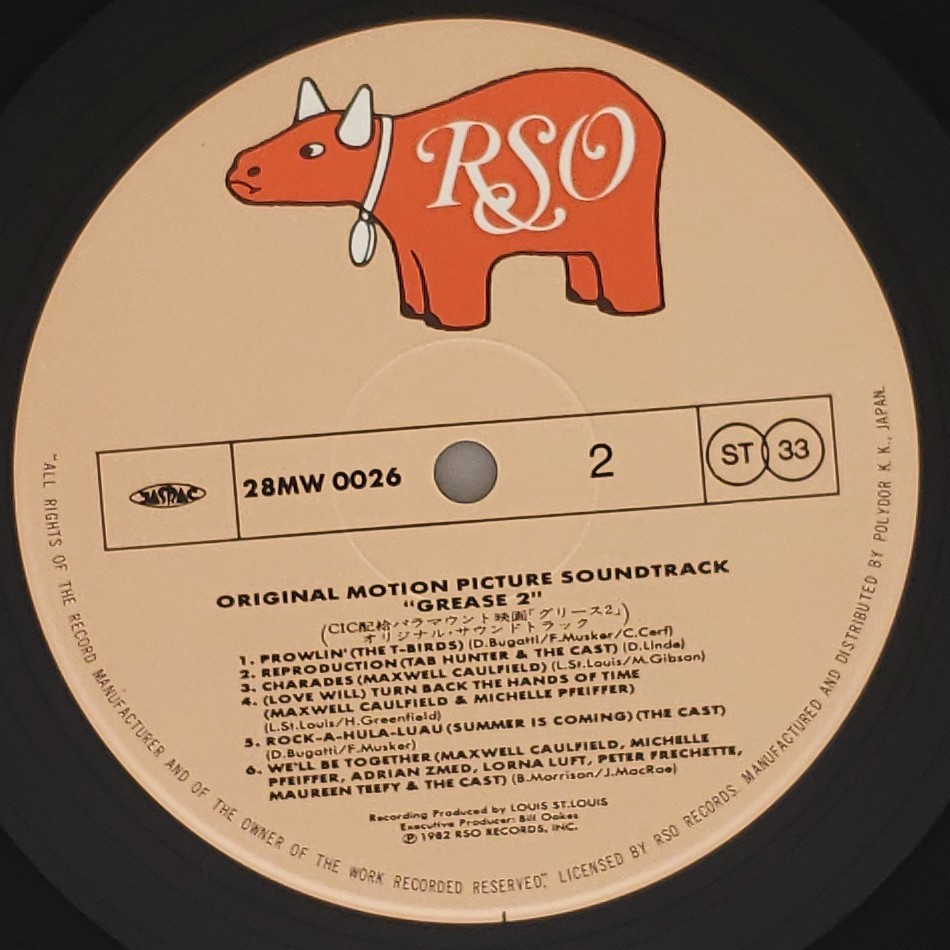 RSO
JASRAC
28MW 0026
2
ST 33
ORIGINAL MOTION PICTURE SOUNDTRACK
"GREASE 2"
(CIC配給パラマウント映画「グリース2」
オリジナル・サウンドトラック)
1. PROWLIN' (THE T-BIRDS) (D.Bugatti/F.Musker/C.Cerf)
2. REPRODUCTION (TAB HUNTER & THE CAST) (D.Linde)
3. CHARADES (MAXWELL CAULFIELD) (L.St.Louis/M.Gibson)
4. (LOVE WILL) TURN BACK THE HANDS OF TIME
(MAXWELL CAULFIELD & MICHELLE PFEIFFER)
(L.St.Louis/H.Greenfield)
5. ROCK-A-HULA-LUAU (SUMMER IS COMING) (THE CAST)
(D.Bugatti/F.Musker)
6. WE'LL BE TOGETHER (MAXWELL CAULFIELD, MICHELLE
PFEIFFER, ADRIAN ZMED, LORNA LUFT, PETER FRECHETTE,
MAUREEN TEEFY & THE CAST) (B.Morrison/J.MacRae)
Recording Produced by LOUIS ST.LOUIS
Executive Producer: Bill Oakes
Ⓟ 1982 RSO RECORDS, INC.
"ALL RIGHTS OF THE RECORD MANUFACTURER AND OF THE OWNER OF THE WORK RECORDED RESERVED", LICENSED BY RSO RECORDS. MANUFACTURED AND DISTRIBUTED BY POLYDOR K.K., JAPAN.